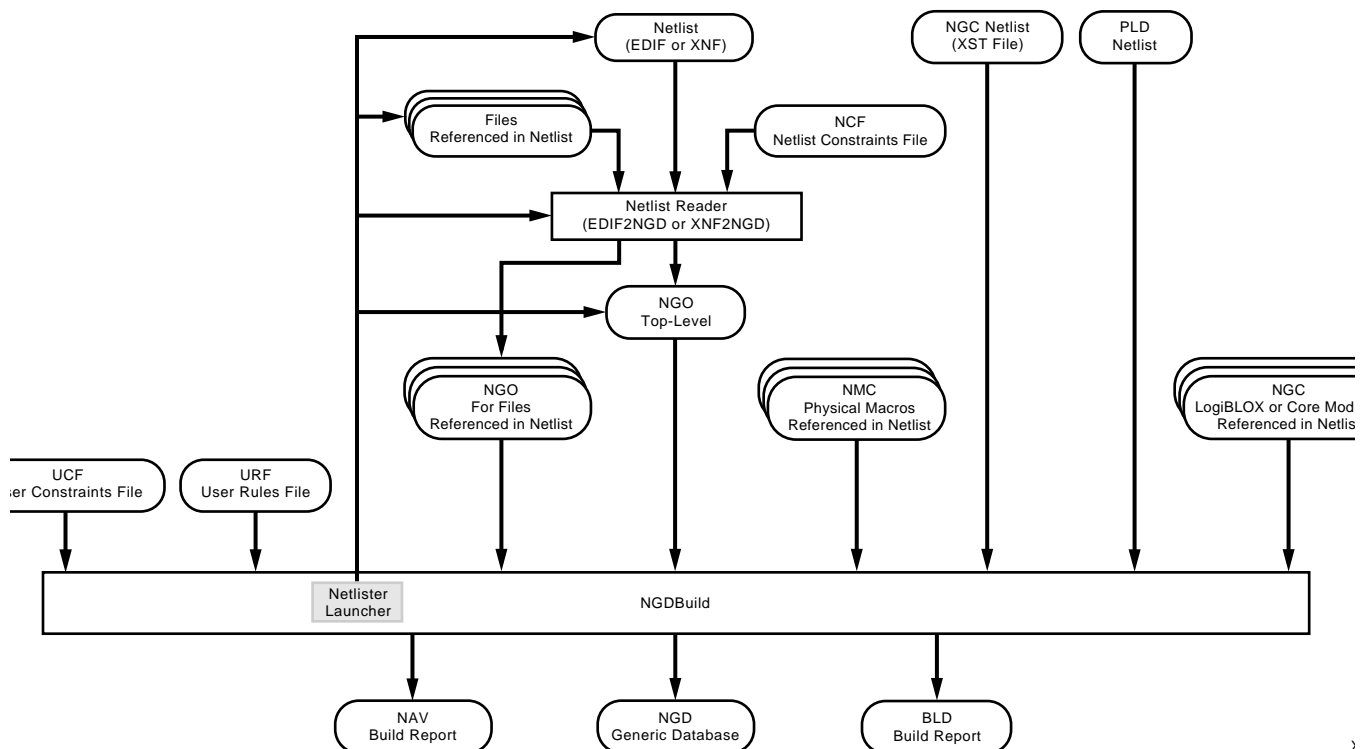 Netlist
(EDIF or XNF)
NGC Netlist
(XST File)
PLD
Netlist
Files
Referenced in Netlist
NCF
Netlist Constraints File
Netlist Reader
(EDIF2NGD or XNF2NGD)
NGO
Top-Level
NGO
For Files
Referenced in Netlist
NMC
Physical Macros
Referenced in Netlist
NGC
LogiBLOX or Core
Referenced in
UCF
Constraints File
URF
User Rules File
Netlister
Launcher
NGDBuild
NAV
Build Report
NGD
Generic Database
BLD
Build Report